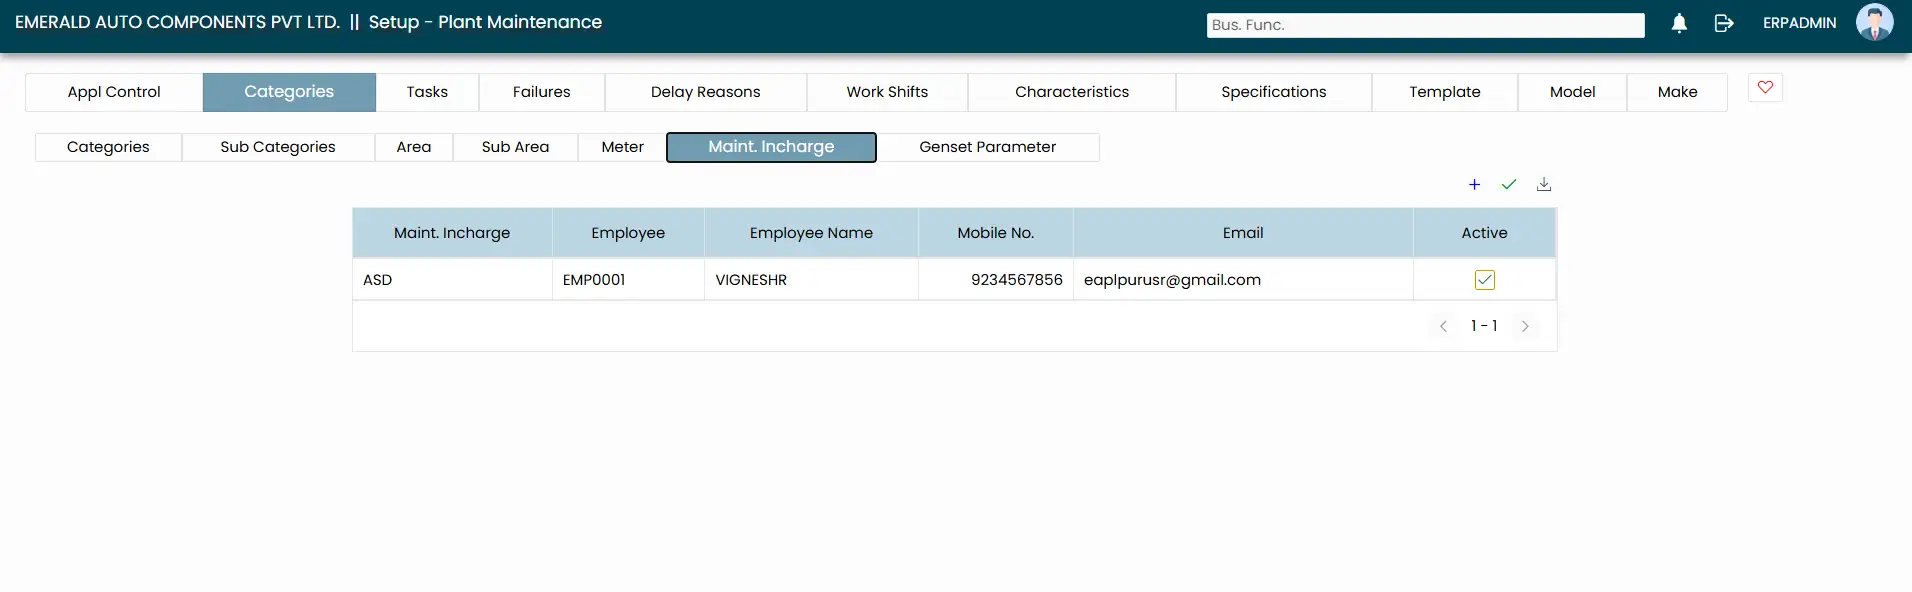 EMERALD AUTO COMPONENTS PVT LTD. || Setup - Plant Maintenance Bus. Func. ERPADMIN
Appl Control Categories Tasks Failures Delay Reasons Work Shifts Characteristics Specifications Template Model Make
Categories Sub Categories Area Sub Area Meter Maint. Incharge Genset Parameter
Maint. Incharge Employee Employee Name Mobile No. Email Active
ASD EMP0001 VIGNESHR 9234567856 eaplpurusr@gmail.com
1 - 1